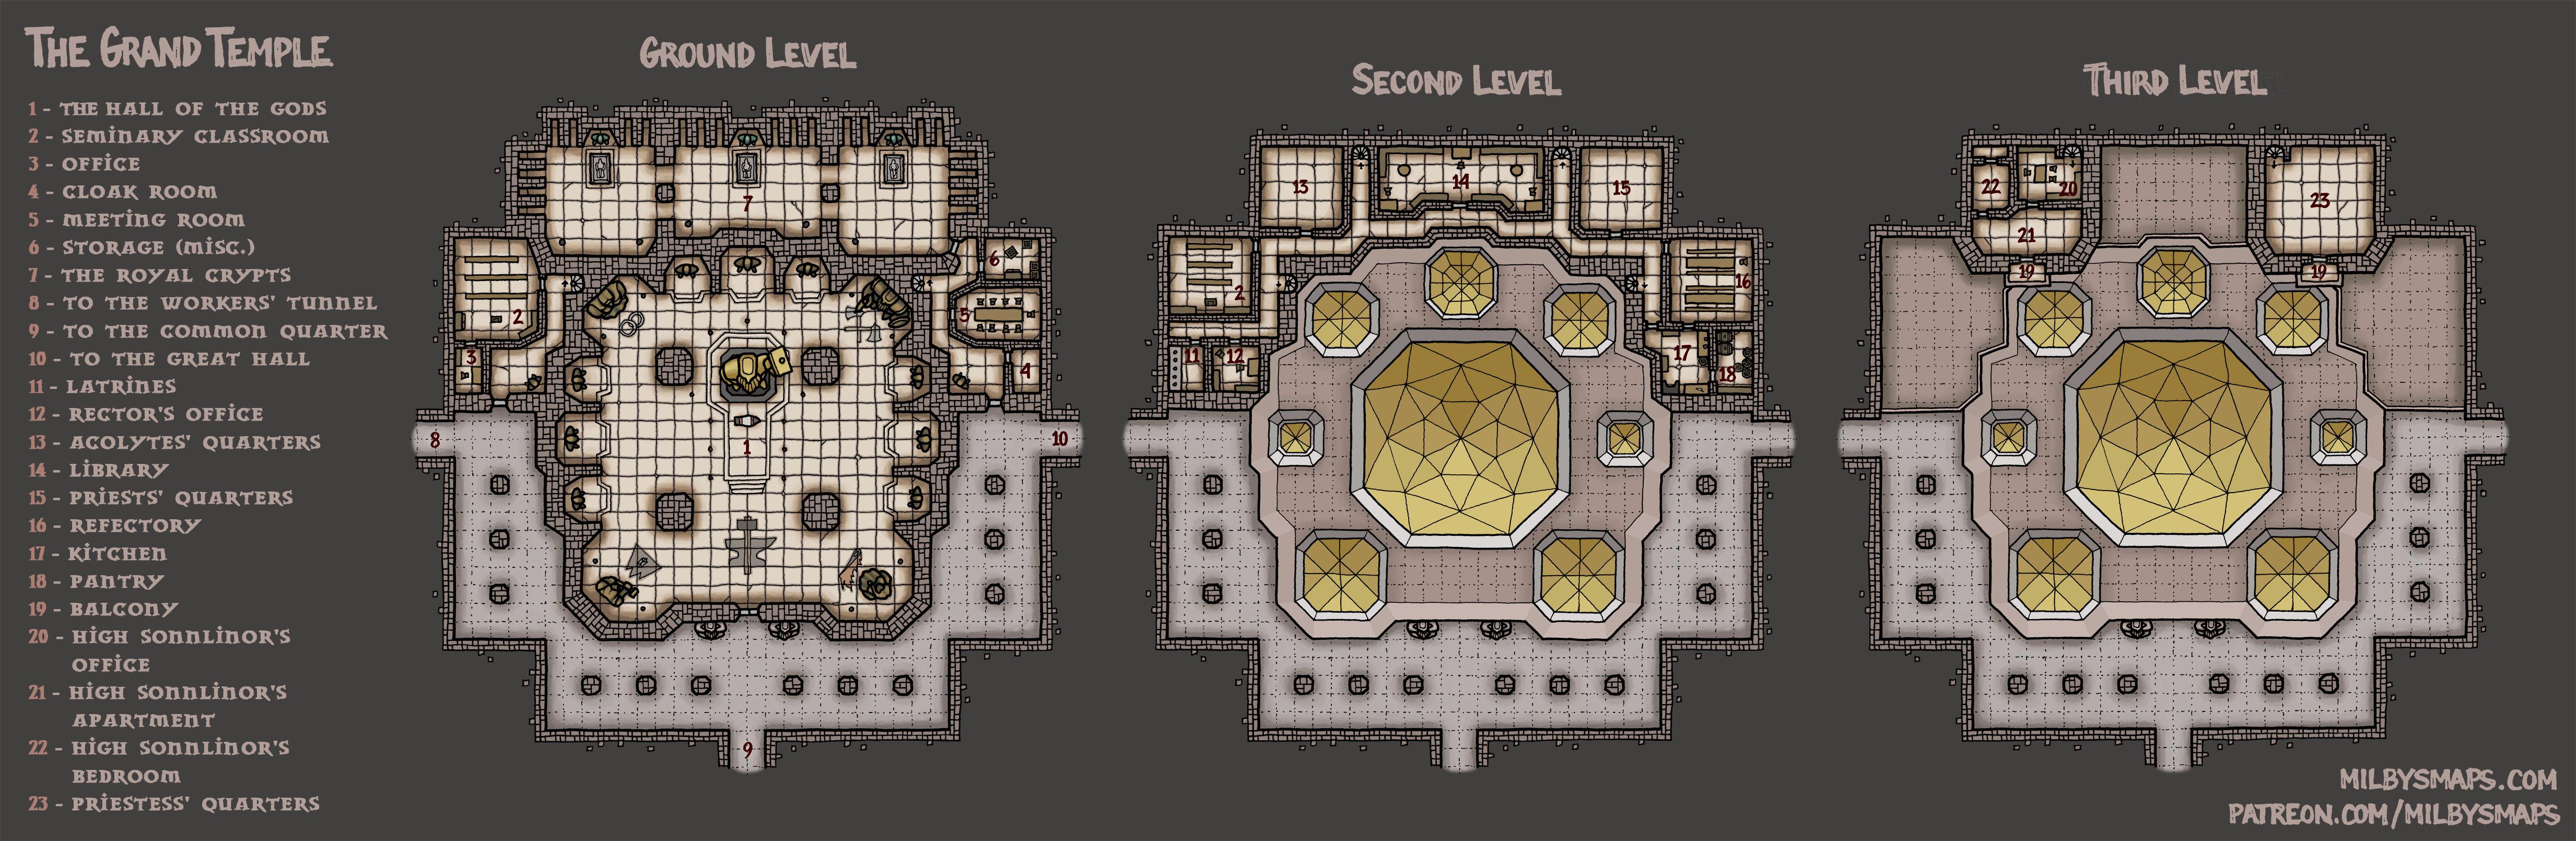 THE GRAND TEMPLE
1 - THE HALL OF THE GODS
2 - SEMINARY CLASSROOM
3 - OFFICE
4 - CLOAK ROOM
5 - MEETING ROOM
6 - STORAGE (MISC.)
7 - THE ROYAL CRYPTS
8 - TO THE WORKERS' TUNNEL
9 - TO THE COMMON QUARTER
10 - TO THE GREAT HALL
11 - LATRINES
12 - RECTOR'S OFFICE
13 - ACOLYTES' QUARTERS
14 - LIBRARY
15 - PRIESTS' QUARTERS
16 - REFECTORY
17 - KITCHEN
18 - PANTRY
19 - BALCONY
20 - HIGH SONNLINOR'S
OFFICE
21 - HIGH SONNLINOR'S
APARTMENT
22 - HIGH SONNLINOR'S
BEDROOM
23 - PRIESTESS' QUARTERS
GROUND LEVEL
7
6
5
2
3
4
8
1
10
9
SECOND LEVEL
13
14
15
2
16
11
12
17
18
THIRD LEVEL
22
20
23
21
19
19
MILBYSMAPS.COM
PATREON.COM/MILBYSMAPS